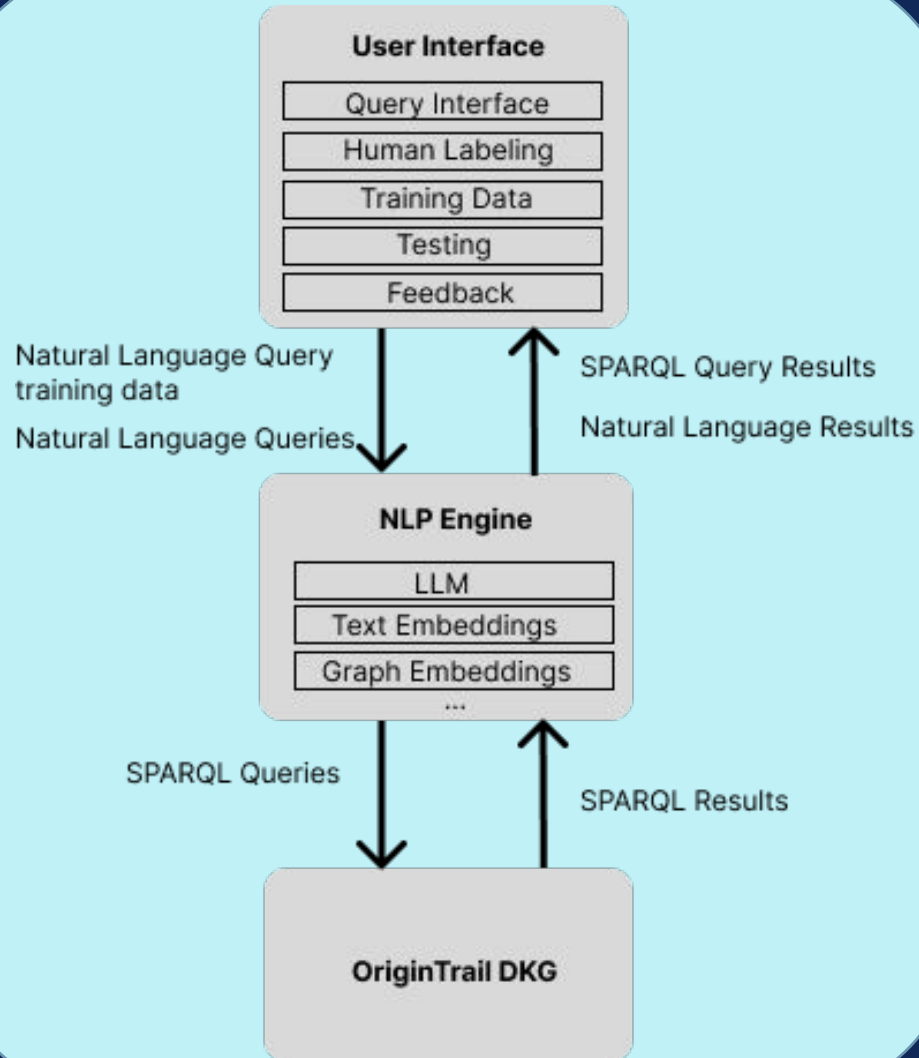 User Interface
Query Interface
Human Labeling
Training Data
Testing
Feedback
Natural Language Query
training data
Natural Language Queries
SPARQL Query Results
Natural Language Results
NLP Engine
LLM
Text Embeddings
Graph Embeddings
...
SPARQL Queries
SPARQL Results
OriginTrail DKG